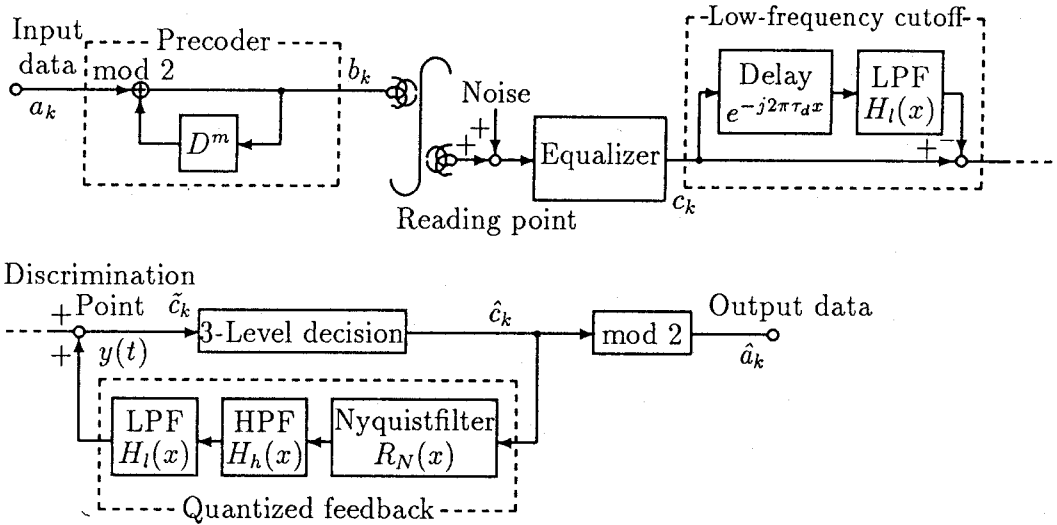 Input
data
a_k
Precoder
mod 2
D^m
b_k
Noise
+
+
Reading point
Equalizer
c_k
Low-frequency cutoff
Delay
e^{-j2πτ_d x}
LPF
H_l(x)
+
−
Discrimination
Point
+
+
y(t)
c̃_k
3-Level decision
ĉ_k
mod 2
Output data
â_k
LPF
H_l(x)
HPF
H_h(x)
Nyquistfilter
R_N(x)
Quantized feedback